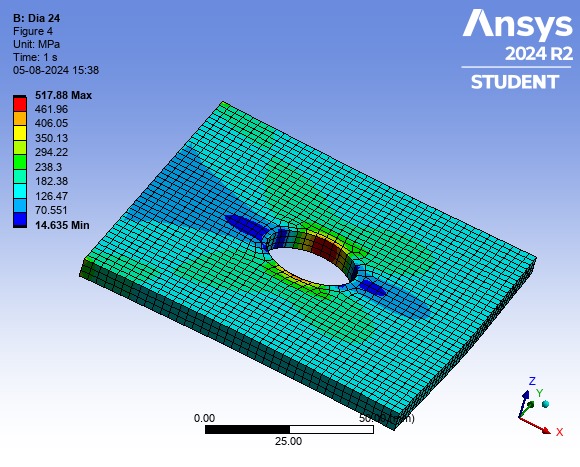 B: Dia 24
Figure 4
Unit: MPa
Time: 1 s
05-08-2024 15:38
517.88 Max
461.96
406.05
350.13
294.22
238.3
182.38
126.47
70.551
14.635 Min
Ansys
2024 R2
STUDENT
Z
Y
X
0.00
(mm)
25.00